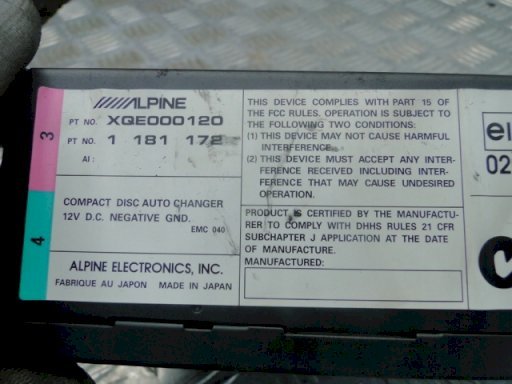 3
4
ALPINE
PT NO. XQE000120
PT NO. 1 181 172
AI :
COMPACT DISC AUTO CHANGER
12V D.C. NEGATIVE GND.
EMC 040
ALPINE ELECTRONICS, INC.
FABRIQUE AU JAPON MADE IN JAPAN
THIS DEVICE COMPLIES WITH PART 15 OF
THE FCC RULES. OPERATION IS SUBJECT TO
THE FOLLOWING TWO CONDITIONS:
(1) THIS DEVICE MAY NOT CAUSE HARMFUL
INTERFERENCE.
(2) THIS DEVICE MUST ACCEPT ANY INTER-
FERENCE RECEIVED INCLUDING INTER-
FERENCE THAT MAY CAUSE UNDESIRED
OPERATION.
PRODUCT IS CERTIFIED BY THE MANUFACTU-
RER TO COMPLY WITH DHHS RULES 21 CFR
SUBCHAPTER J APPLICATION AT THE DATE
OF MANUFACTURE.
MANUFACTURED:
02